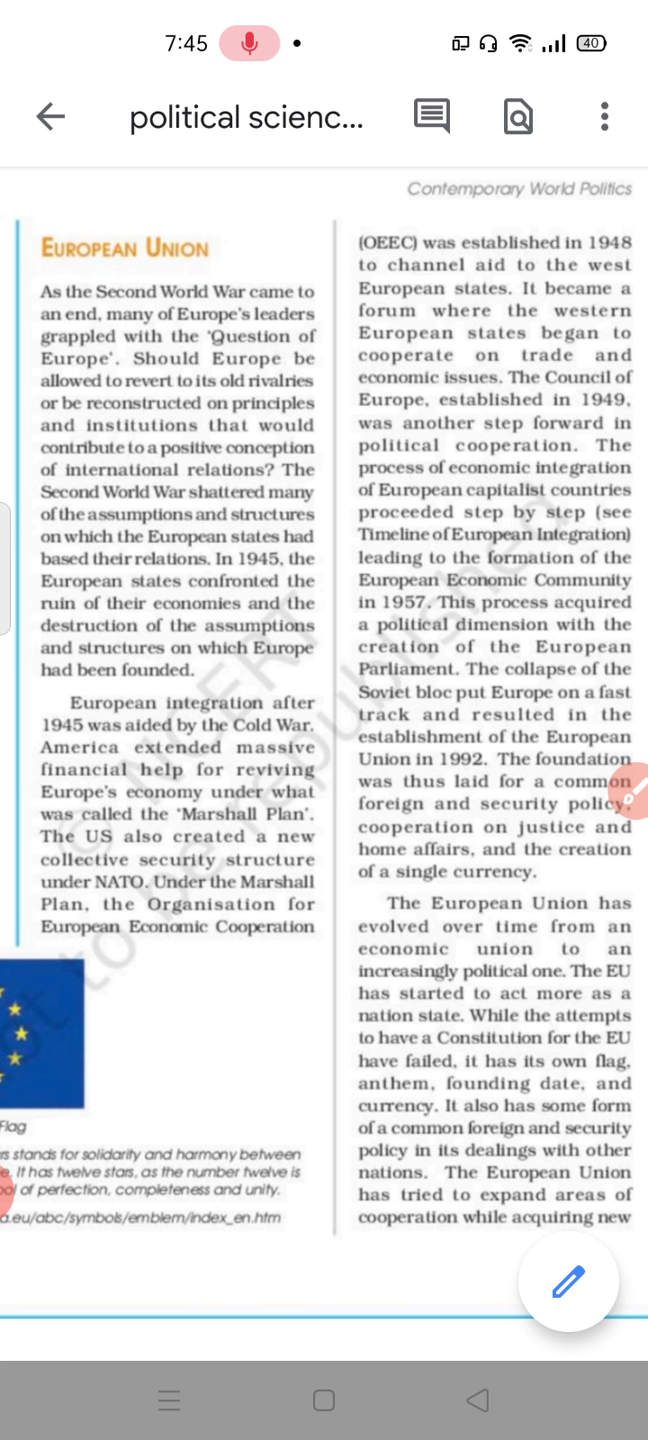 7:45
40
political scienc...
Contemporary World Politics
EUROPEAN UNION
As the Second World War came to
an end, many of Europe's leaders
grappled with the 'Question of
Europe'. Should Europe be
allowed to revert to its old rivalries
or be reconstructed on principles
and institutions that would
contribute to a positive conception
of international relations? The
Second World War shattered many
of the assumptions and structures
on which the European states had
based their relations. In 1945, the
European states confronted the
ruin of their economies and the
destruction of the assumptions
and structures on which Europe
had been founded.
European integration after
1945 was aided by the Cold War.
America extended massive
financial help for reviving
Europe's economy under what
was called the 'Marshall Plan'.
The US also created a new
collective security structure
under NATO. Under the Marshall
Plan, the Organisation for
European Economic Cooperation
Flag
rs stands for solidarity and harmony between
e. It has twelve stars, as the number twelve is
ool of perfection, completeness and unity.
a.eu/abc/symbols/emblem/index_en.htm
(OEEC) was established in 1948
to channel aid to the west
European states. It became a
forum where the western
European states began to
cooperate on trade and
economic issues. The Council of
Europe, established in 1949,
was another step forward in
political cooperation. The
process of economic integration
of European capitalist countries
proceeded step by step (see
Timeline of European Integration)
leading to the formation of the
European Economic Community
in 1957. This process acquired
a political dimension with the
creation of the European
Parliament. The collapse of the
Soviet bloc put Europe on a fast
track and resulted in the
establishment of the European
Union in 1992. The foundation
was thus laid for a common
foreign and security policy,
cooperation on justice and
home affairs, and the creation
of a single currency.
The European Union has
evolved over time from an
economic union to an
increasingly political one. The EU
has started to act more as a
nation state. While the attempts
to have a Constitution for the EU
have failed, it has its own flag,
anthem, founding date, and
currency. It also has some form
of a common foreign and security
policy in its dealings with other
nations. The European Union
has tried to expand areas of
cooperation while acquiring new
© NCERT
not to be republished